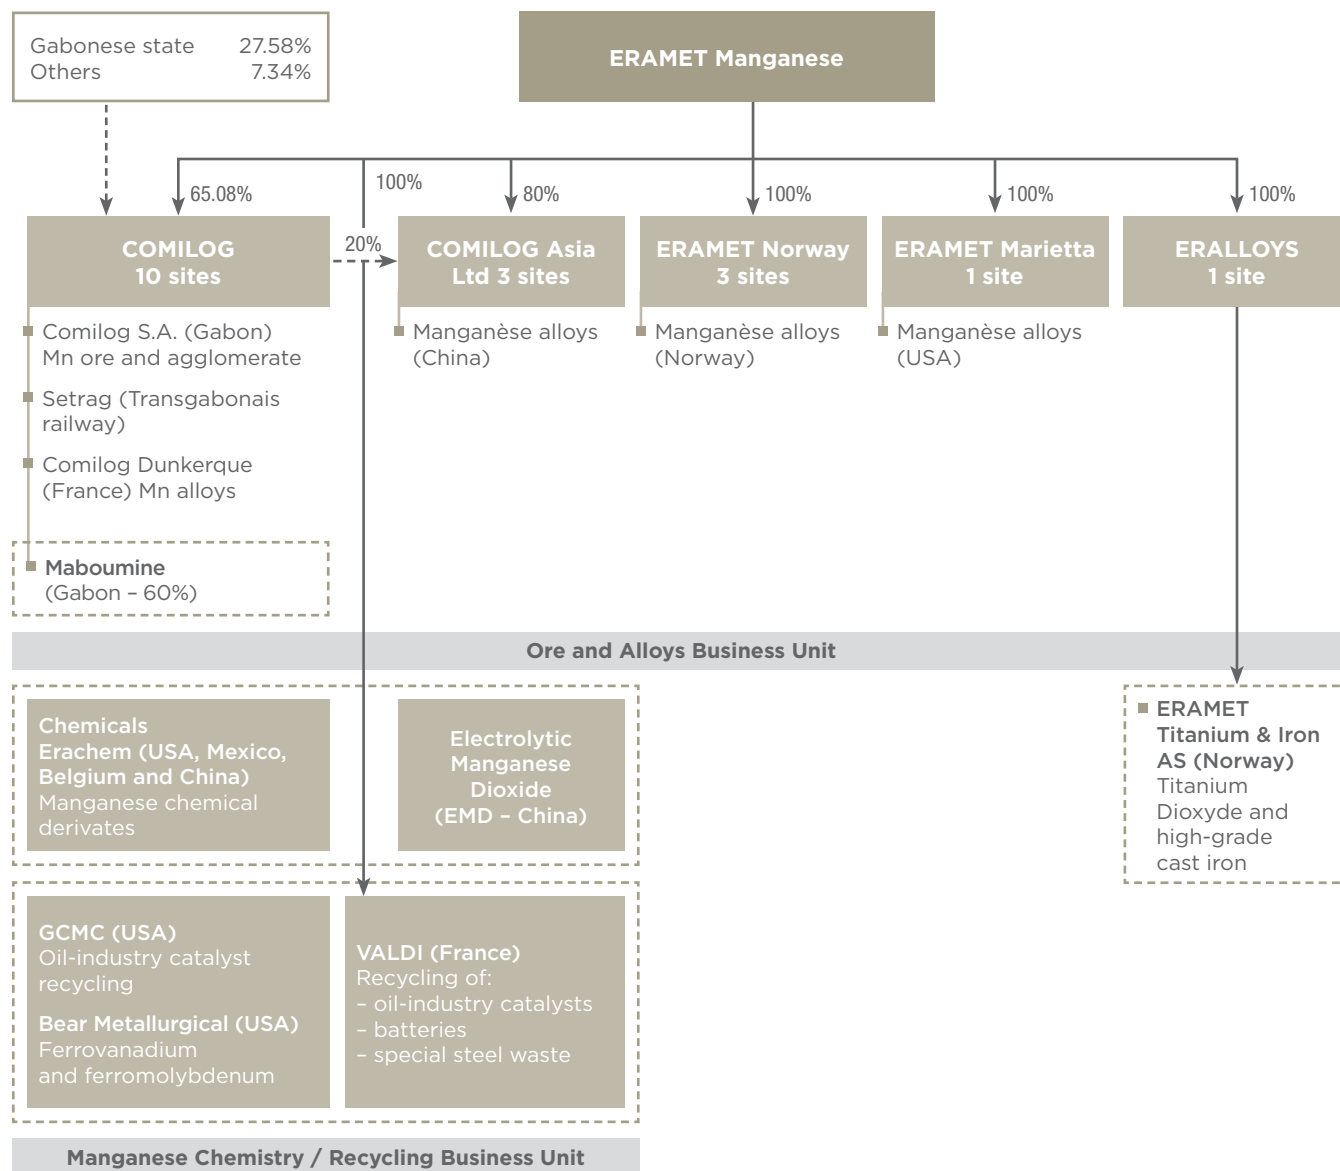 Gabonese state 27.58%
Others 7.34%
ERAMET Manganese
65.08%
100%
80%
100%
100%
100%
20%
COMILOG
10 sites
COMILOG Asia
Ltd 3 sites
ERAMET Norway
3 sites
ERAMET Marietta
1 site
ERALLOYS
1 site
Comilog S.A. (Gabon)
Mn ore and agglomerate
Setrag (Transgabonais
railway)
Comilog Dunkerque
(France) Mn alloys
Maboumine
(Gabon – 60%)
Manganèse alloys
(China)
Manganèse alloys
(Norway)
Manganèse alloys
(USA)
Ore and Alloys Business Unit
Chemicals
Erachem (USA, Mexico,
Belgium and China)
Manganese chemical
derivates
Electrolytic
Manganese
Dioxide
(EMD – China)
ERAMET
Titanium & Iron
AS (Norway)
Titanium
Dioxyde and
high-grade
cast iron
GCMC (USA)
Oil-industry catalyst
recycling
Bear Metallurgical (USA)
Ferrovanadium
and ferromolybdenum
VALDI (France)
Recycling of:
– oil-industry catalysts
– batteries
– special steel waste
Manganese Chemistry / Recycling Business Unit